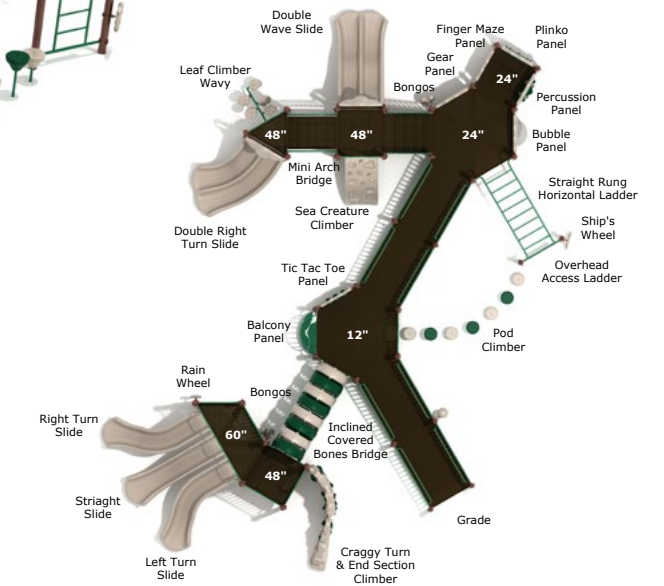 Double
Wave Slide
Finger Maze
Panel
Plinko
Panel
Gear
Panel
Leaf Climber
Wavy
Bongos
24"
Percussion
Panel
48"
48"
24"
Bubble
Panel
Mini Arch
Bridge
Straight Rung
Horizontal Ladder
Sea Creature
Climber
Double Right
Turn Slide
Ship's
Wheel
Tic Tac Toe
Panel
Overhead
Access Ladder
Balcony
Panel
12"
Pod
Climber
Rain
Wheel
Bongos
Right Turn
Slide
60"
Inclined
Covered
Bones Bridge
48"
Striaght
Slide
Grade
Left Turn
Slide
Craggy Turn
& End Section
Climber